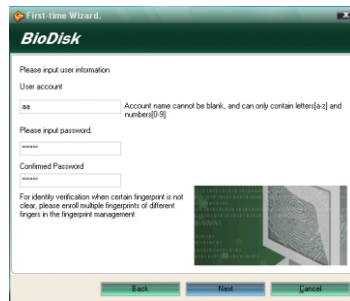 First-time Wizard.
BioDisk
Please input user information
User account
aa
Account name cannot be blank, and can only contain letters[a-z] and
numbers[0-9].
Please input password.
******
Confirmed Password
******
For identity verification when certain fingerprint is not
clear, please enroll multiple fingerprints of different
fingers in the fingerprint management
Back
Next
Cancel